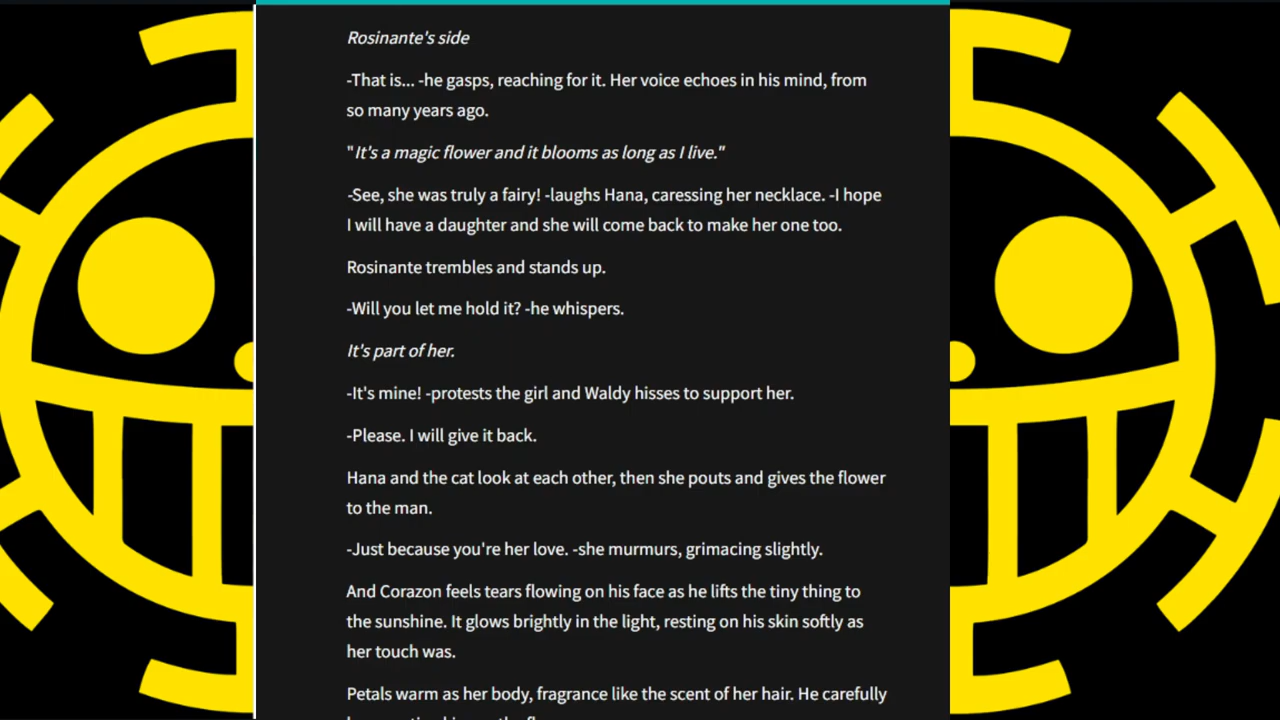 Rosinante's side
-That is... -he gasps, reaching for it. Her voice echoes in his mind, from
so many years ago.
"It's a magic flower and it blooms as long as I live."
-See, she was truly a fairy! -laughs Hana, caressing her necklace. -I hope
I will have a daughter and she will come back to make her one too.
Rosinante trembles and stands up.
-Will you let me hold it? -he whispers.
It's part of her.
-It's mine! -protests the girl and Waldy hisses to support her.
-Please. I will give it back.
Hana and the cat look at each other, then she pouts and gives the flower
to the man.
-Just because you're her love. -she murmurs, grimacing slightly.
And Corazon feels tears flowing on his face as he lifts the tiny thing to
the sunshine. It glows brightly in the light, resting on his skin softly as
her touch was.
Petals warm as her body, fragrance like the scent of her hair. He carefully